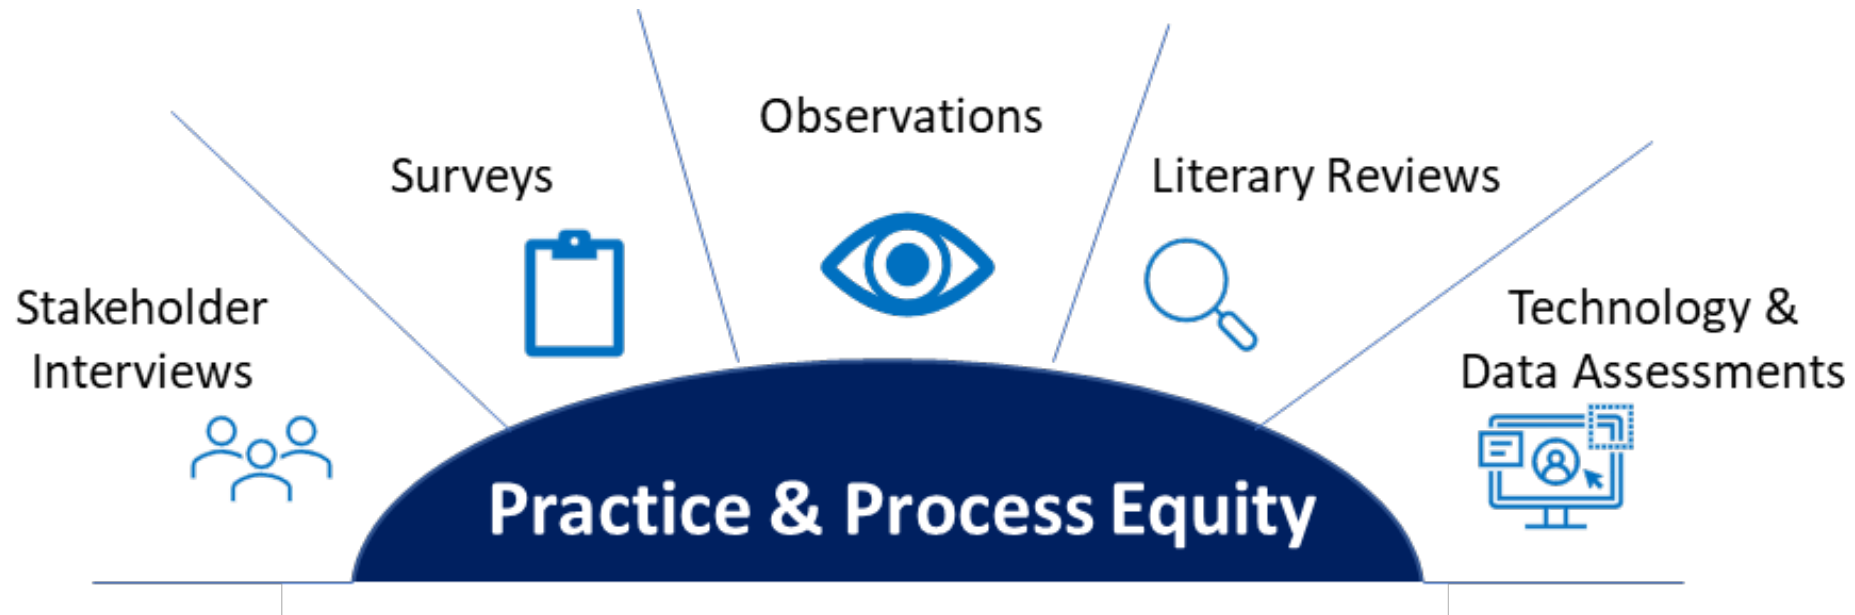 Stakeholder
Interviews
Surveys
Observations
Literary Reviews
Technology &
Data Assessments
Practice & Process Equity